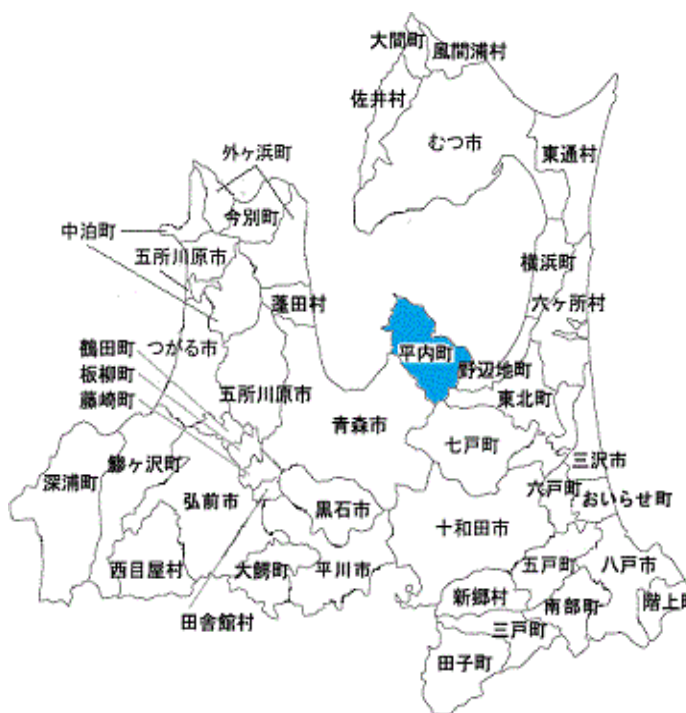 大間町
風間浦村
佐井村
むつ市
東通村
外ヶ浜町
今別町
中泊町
五所川原市
横浜町
蓬田村
六ヶ所村
つがる市
鶴田町
平内町
野辺地町
板柳町
五所川原市
東北町
藤崎町
青森市
七戸町
三沢市
鰺ヶ沢町
深浦町
六戸町
おいらせ町
弘前市
黒石市
十和田市
西目屋村
大鰐町
平川市
五戸町
八戸市
新郷村
南部町
階上町
田舎館村
三戸町
田子町